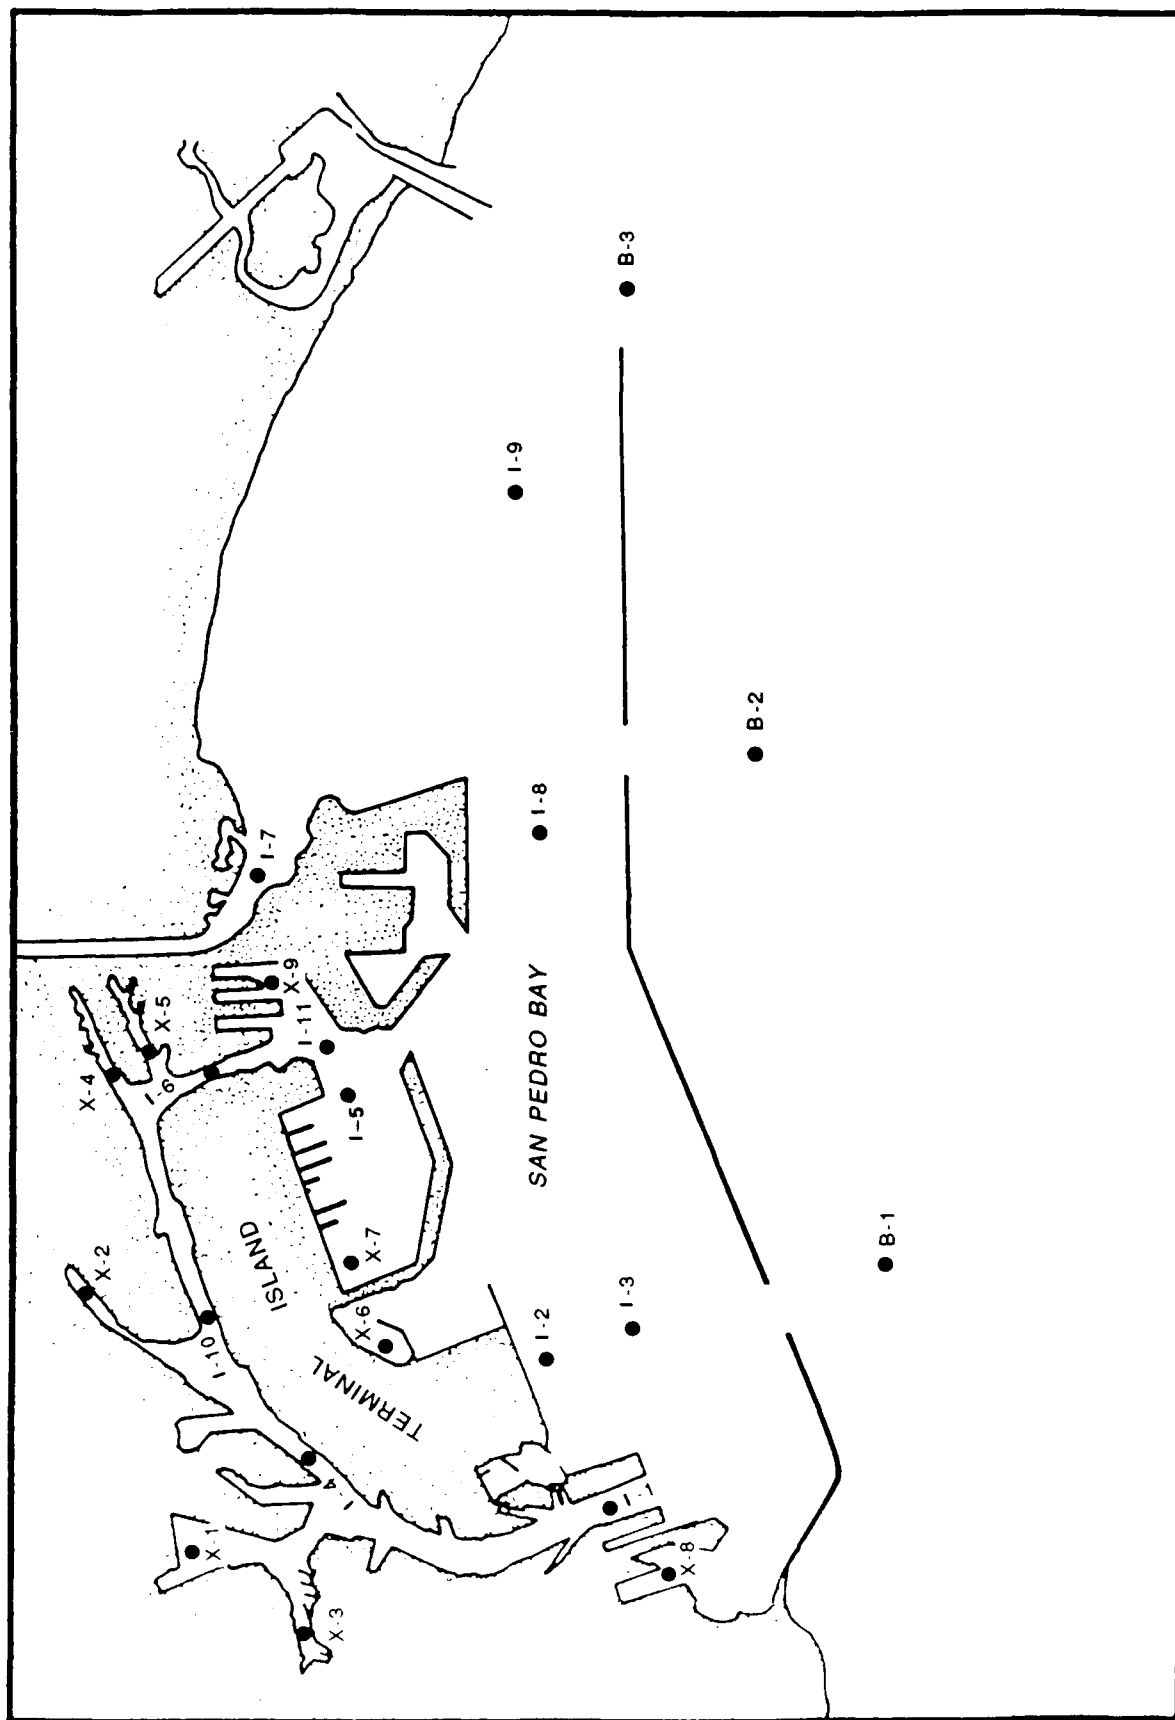 X-4
X-5
I-6
X-9
I-11
I-7
I-5
X-2
I-10
ISLAND
TERMINAL
X-7
X-6
I-4
X-1
X-3
I-1
X-8
I-2
I-3
I-8
I-9
SAN PEDRO BAY
B-1
B-2
B-3